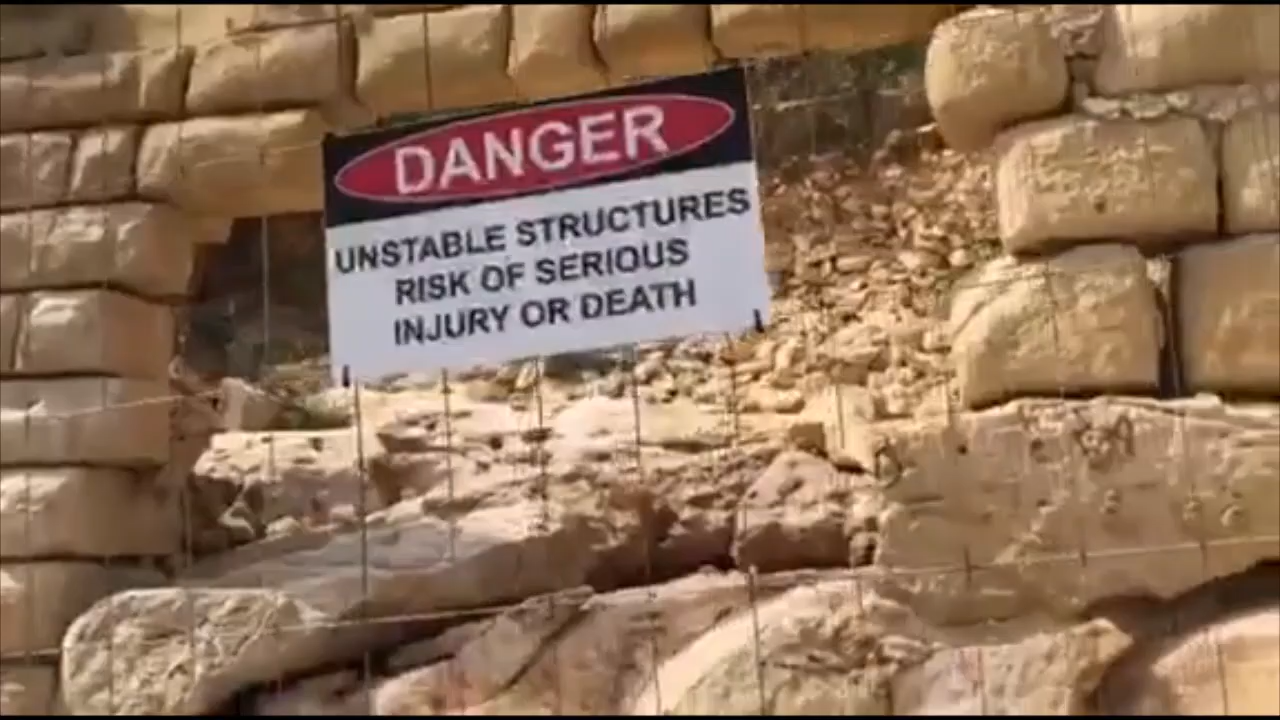 DANGER
UNSTABLE STRUCTURES
RISK OF SERIOUS
INJURY OR DEATH